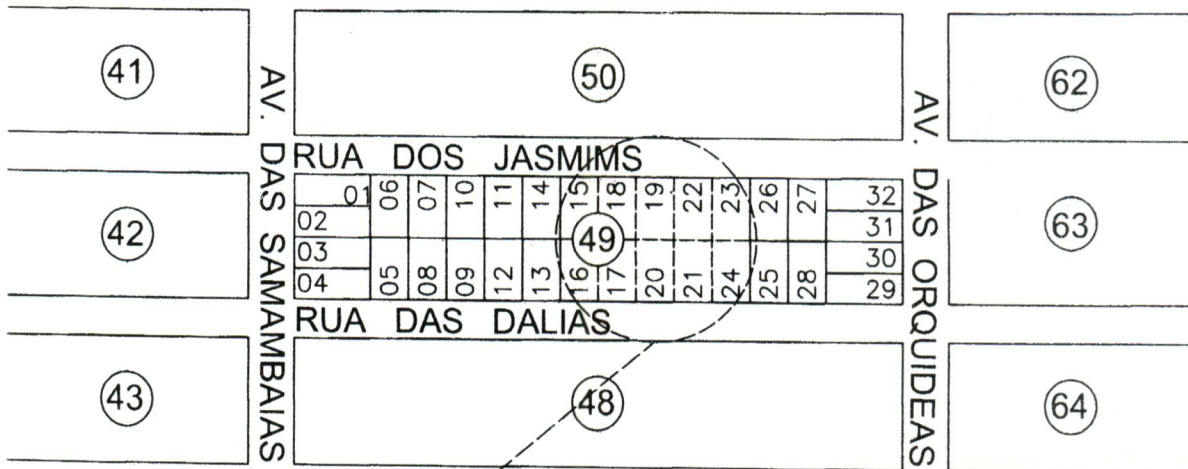 41
50
62
AV. DAS SAMAMBAIAS
AV. DAS ORQUIDEAS
RUA DOS JASMIMS
01 06 07 10 11 14 15 18 19 22 23 26 27 32
02 31
42
49
63
03 30
04 05 08 09 12 13 16 17 20 21 24 25 28 29
RUA DAS DALIAS
43
48
64